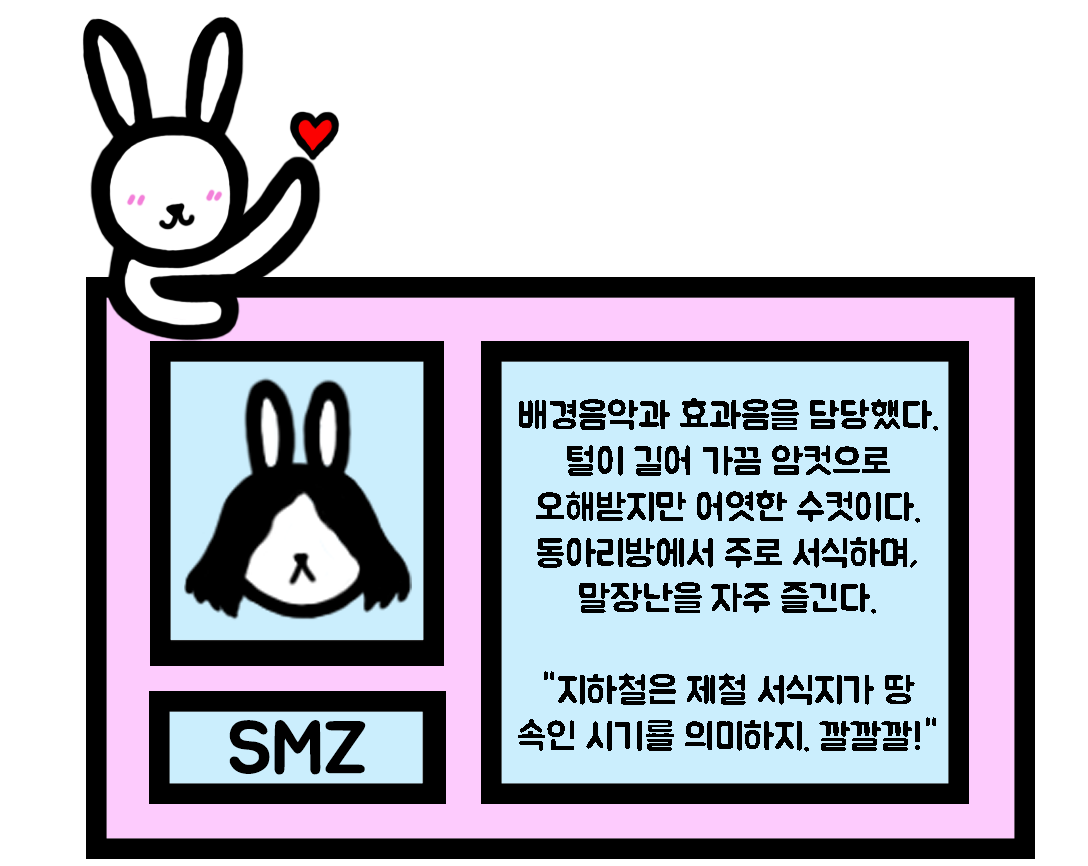 배경음악과 효과음을 담당했다.
털이 길어 가끔 암컷으로
오해받지만 어엿한 수컷이다.
동아리방에서 주로 서식하며,
말장난을 자주 즐긴다.
"지하철은 제철 서식지가 땅
속인 시기를 의미하지. 깔깔깔!"
SMZ